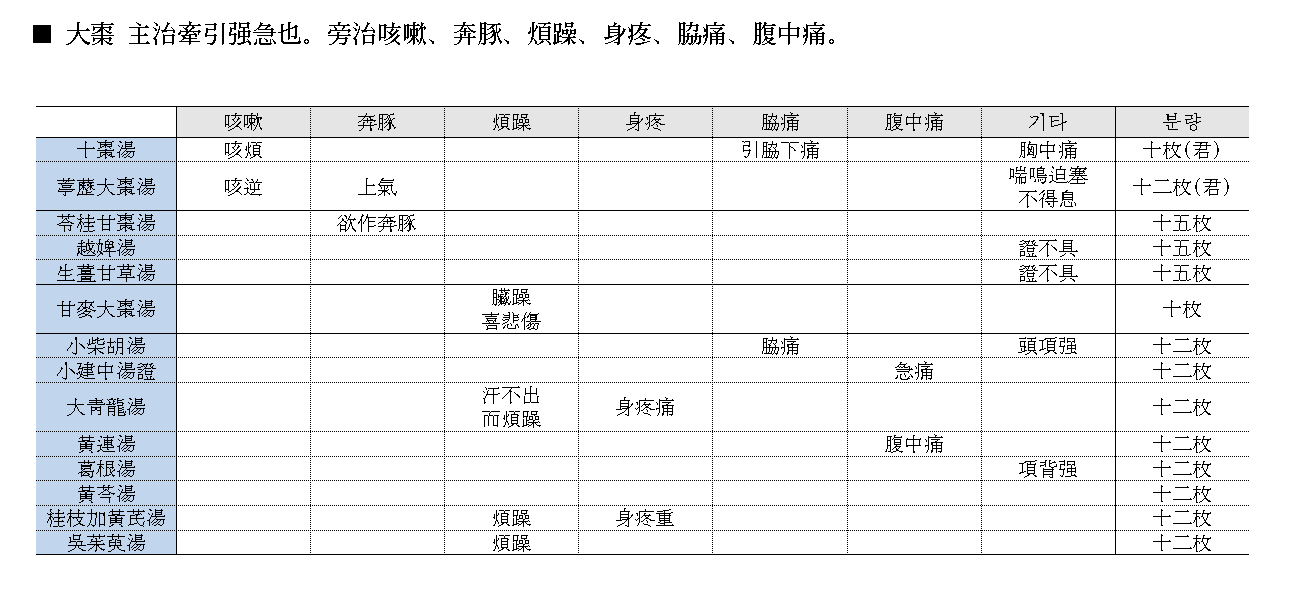 ■ 大棗 主治牽引强急也。旁治咳嗽、奔豚、煩躁、身疼、脇痛、腹中痛。
咳嗽 奔豚 煩躁 身疼 脇痛 腹中痛 기타 분량
十棗湯 咳煩 引脇下痛 胸中痛 十枚(君)
葶藶大棗湯 咳逆 上氣 喘鳴迫塞 十二枚(君)
不得息
苓桂甘棗湯 欲作奔豚 十五枚
越婢湯 證不具 十五枚
生薑甘草湯 證不具 十五枚
甘麥大棗湯 臟躁 十枚
喜悲傷
小柴胡湯 脇痛 頭項强 十二枚
小建中湯證 急痛 十二枚
大靑龍湯 汗不出 身疼痛 十二枚
而煩躁
黃連湯 腹中痛 十二枚
葛根湯 項背强 十二枚
黃芩湯 十二枚
桂枝加黃芪湯 煩躁 身疼重 十二枚
吳茱萸湯 煩躁 十二枚